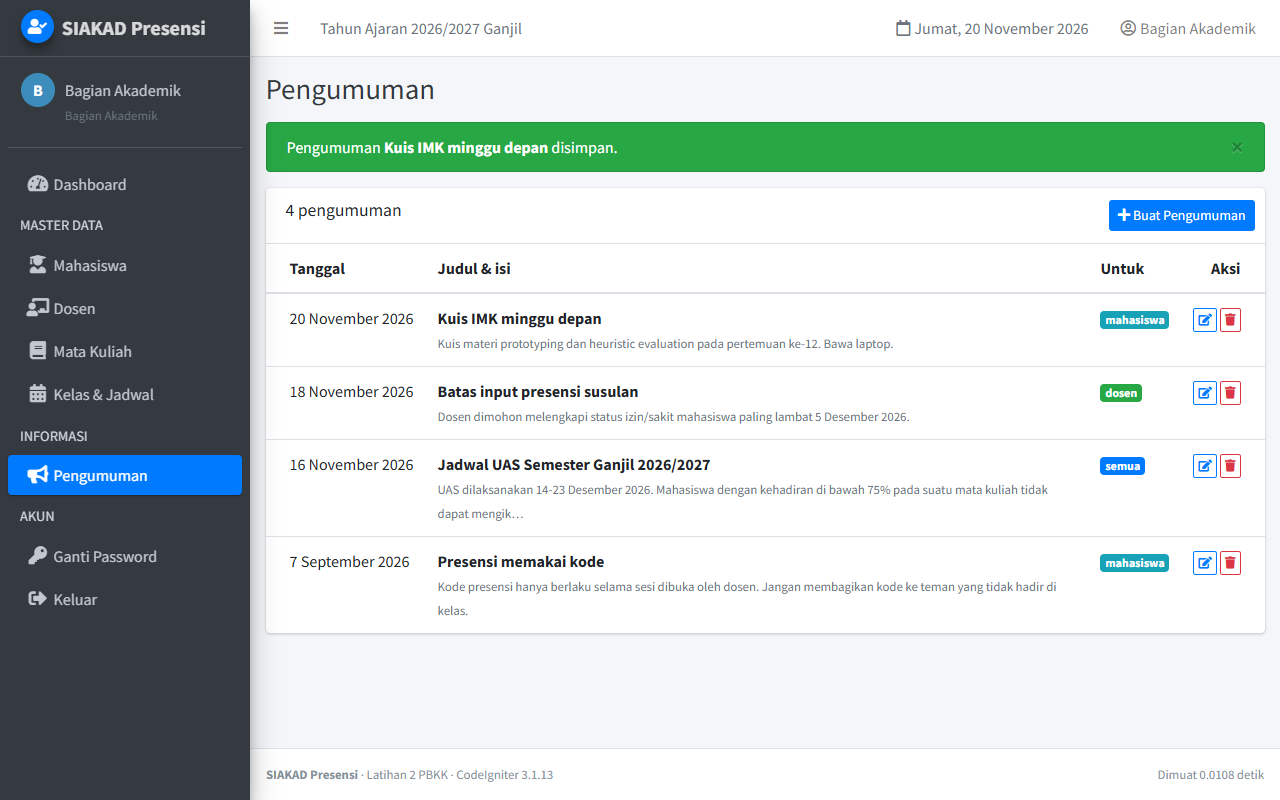 SIAKAD Presensi
Tahun Ajaran 2026/2027 Ganjil
Jumat, 20 November 2026
Bagian Akademik
B
Bagian Akademik
Bagian Akademik
Dashboard
MASTER DATA
Mahasiswa
Dosen
Mata Kuliah
Kelas & Jadwal
INFORMASI
Pengumuman
AKUN
Ganti Password
Keluar
Pengumuman
Pengumuman Kuis IMK minggu depan disimpan.
×
4 pengumuman
Buat Pengumuman
Tanggal Judul & isi Untuk Aksi
20 November 2026 Kuis IMK minggu depan mahasiswa
Kuis materi prototyping dan heuristic evaluation pada pertemuan ke-12. Bawa laptop.
18 November 2026 Batas input presensi susulan dosen
Dosen dimohon melengkapi status izin/sakit mahasiswa paling lambat 5 Desember 2026.
16 November 2026 Jadwal UAS Semester Ganjil 2026/2027 semua
UAS dilaksanakan 14-23 Desember 2026. Mahasiswa dengan kehadiran di bawah 75% pada suatu mata kuliah tidak
dapat mengik…
7 September 2026 Presensi memakai kode mahasiswa
Kode presensi hanya berlaku selama sesi dibuka oleh dosen. Jangan membagikan kode ke teman yang tidak hadir di
kelas.
SIAKAD Presensi · Latihan 2 PBKK · CodeIgniter 3.1.13
Dimuat 0.0108 detik